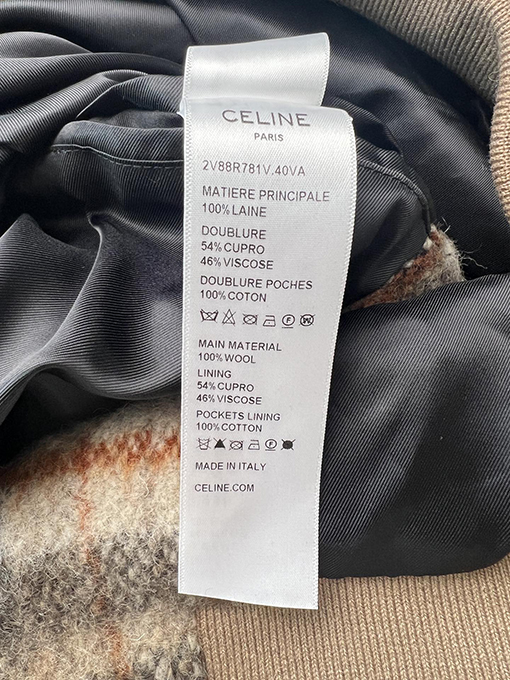 CELINE
PARIS
2V88R781V.40VA
MATIERE PRINCIPALE
100% LAINE
DOUBLURE
54% CUPRO
46% VISCOSE
DOUBLURE POCHES
100% COTON
MAIN MATERIAL
100% WOOL
LINING
54% CUPRO
46% VISCOSE
POCKETS LINING
100% COTTON
MADE IN ITALY
CELINE.COM